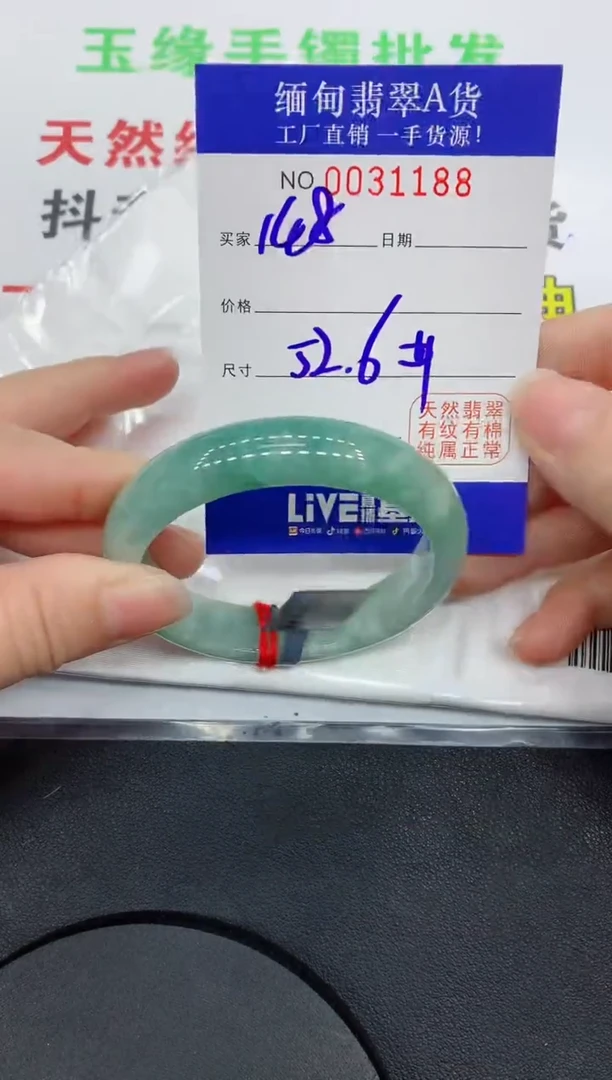 玉缘手镯批发
天然
抖
缅甸翡翠A货
工厂直销 一手货源!
NO 0031188
买家 148 日期
价格
尺寸 52.6
天然翡翠
有纹有棉
纯属正常
LiVE